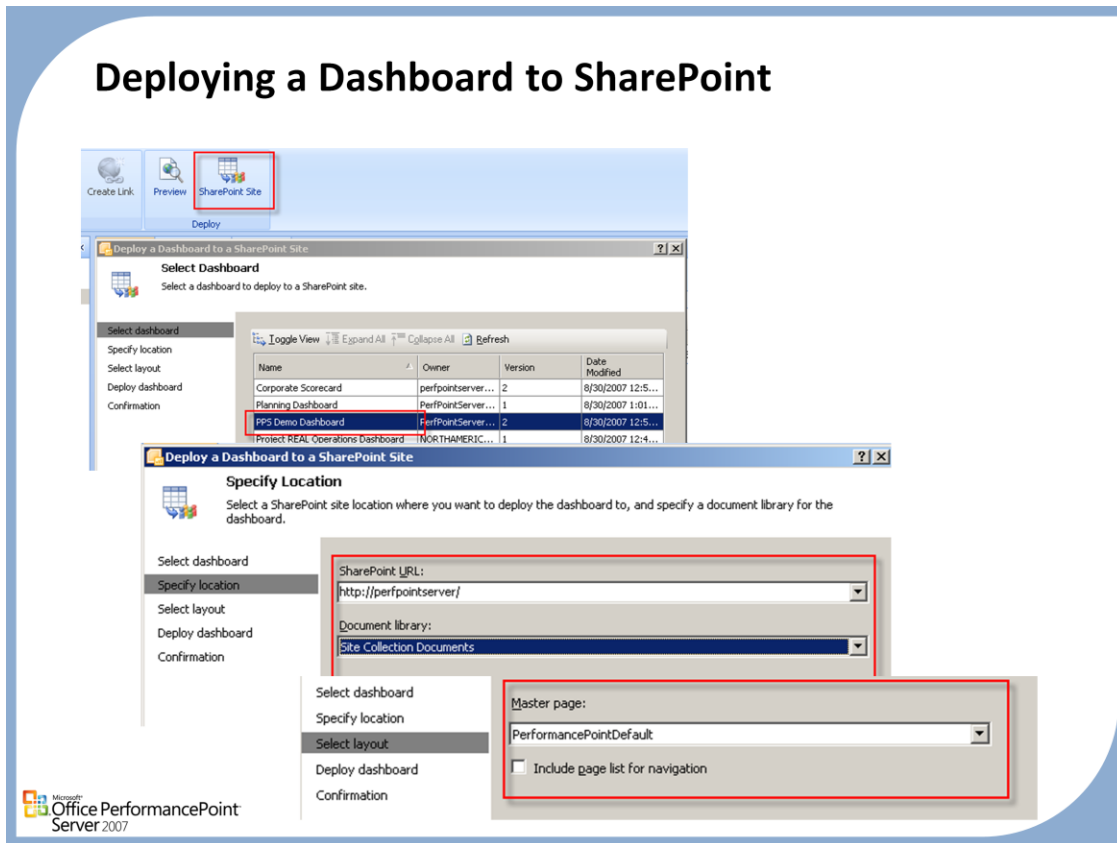 Deploying a Dashboard to SharePoint
Create Link
Preview
SharePoint Site
Deploy
Deploy a Dashboard to a SharePoint Site
Select Dashboard
Select a dashboard to deploy to a SharePoint site.
Select dashboard
Specify location
Select layout
Deploy dashboard
Confirmation
Toggle View Expand All Collapse All Refresh
Name Owner Version Date Modified
Corporate Scorecard perfpointserver... 2 8/30/2007 12:5...
Planning Dashboard PerfPointServer... 1 8/30/2007 1:01...
PPS Demo Dashboard PerfPointServer... 2 8/30/2007 12:5...
Project REAL Operations Dashboard NORTHAMERIC... 1 8/30/2007 12:4...
Deploy a Dashboard to a SharePoint Site
Specify Location
Select a SharePoint site location where you want to deploy the dashboard to, and specify a document library for the
dashboard.
Select dashboard
Specify location
Select layout
Deploy dashboard
Confirmation
SharePoint URL:
http://perfpointserver/
Document library:
Site Collection Documents
Select dashboard
Specify location
Select layout
Deploy dashboard
Confirmation
Master page:
PerformancePointDefault
Include page list for navigation
Microsoft
Office PerformancePoint
Server 2007